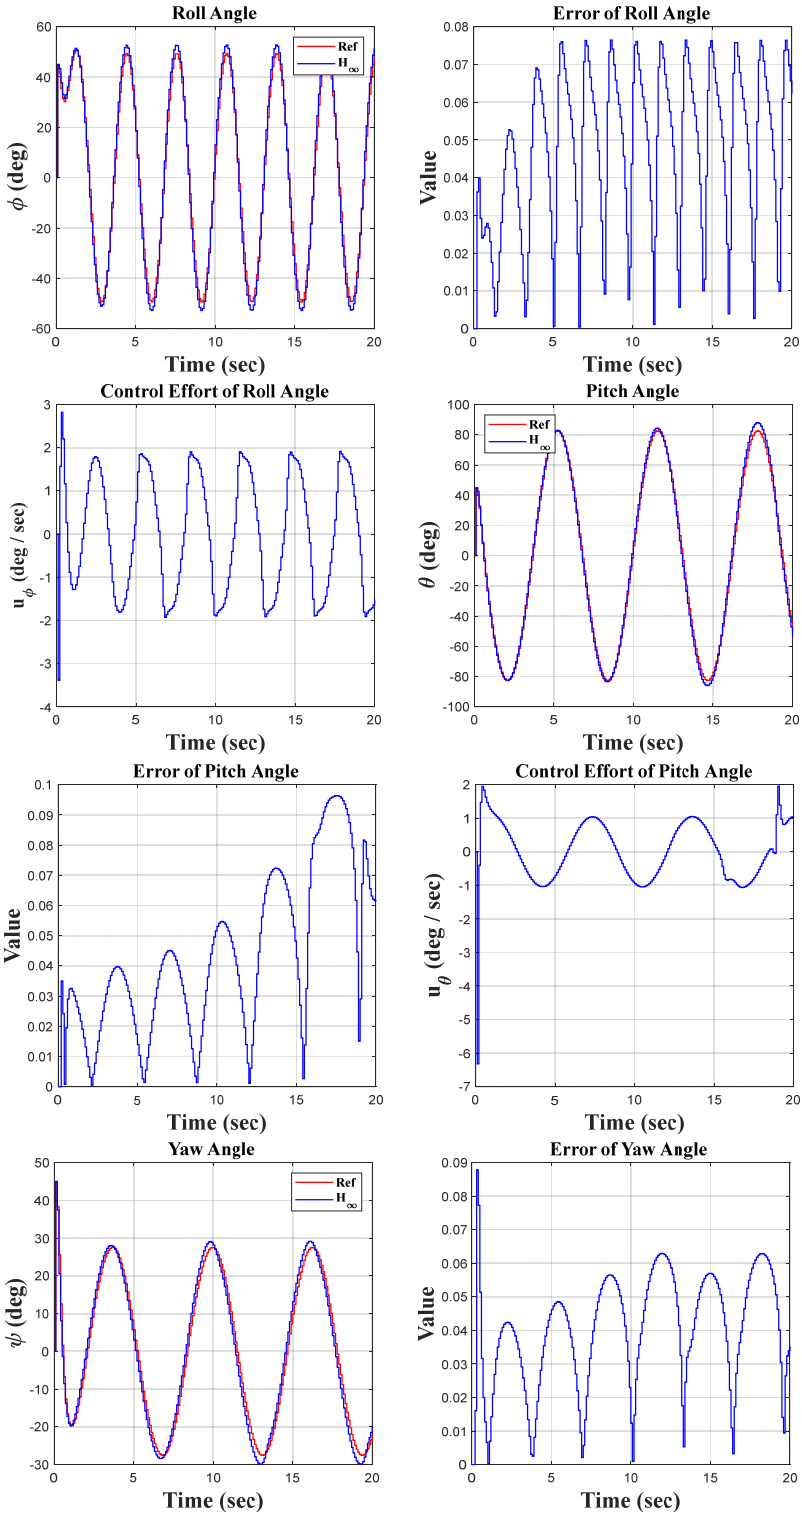 Roll Angle
60
40
20
0
-20
-40
-60
ϕ (deg)
Ref
H∞
0 5 10 15 20
Time (sec)
Error of Roll Angle
0.08
0.07
0.06
0.05
0.04
0.03
0.02
0.01
0
Value
0 5 10 15 20
Time (sec)
Control Effort of Roll Angle
3
2
1
0
-1
-2
-3
-4
uϕ (deg / sec)
0 5 10 15 20
Time (sec)
Pitch Angle
100
80
60
40
20
0
-20
-40
-60
-80
-100
θ (deg)
Ref
H∞
0 5 10 15 20
Time (sec)
Error of Pitch Angle
0.1
0.09
0.08
0.07
0.06
0.05
0.04
0.03
0.02
0.01
0
Value
0 5 10 15 20
Time (sec)
Control Effort of Pitch Angle
2
1
0
-1
-2
-3
-4
-5
-6
-7
uθ (deg / sec)
0 5 10 15 20
Time (sec)
Yaw Angle
50
40
30
20
10
0
-10
-20
-30
ψ (deg)
Ref
H∞
0 5 10 15 20
Time (sec)
Error of Yaw Angle
0.09
0.08
0.07
0.06
0.05
0.04
0.03
0.02
0.01
0
Value
0 5 10 15 20
Time (sec)